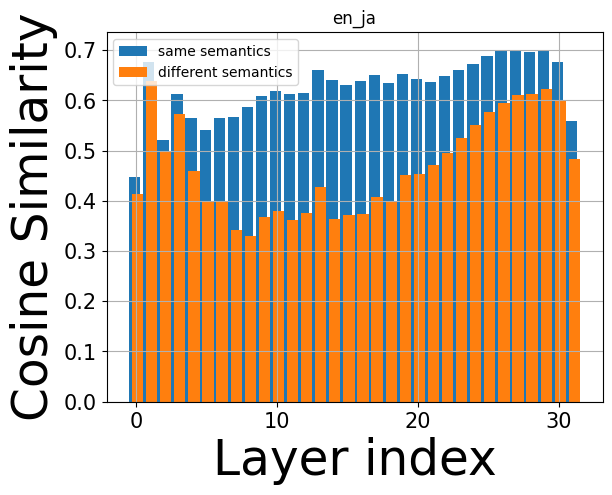 en_ja
same semantics
different semantics
Cosine Similarity
0.7
0.6
0.5
0.4
0.3
0.2
0.1
0.0
0 10 20 30
Layer index